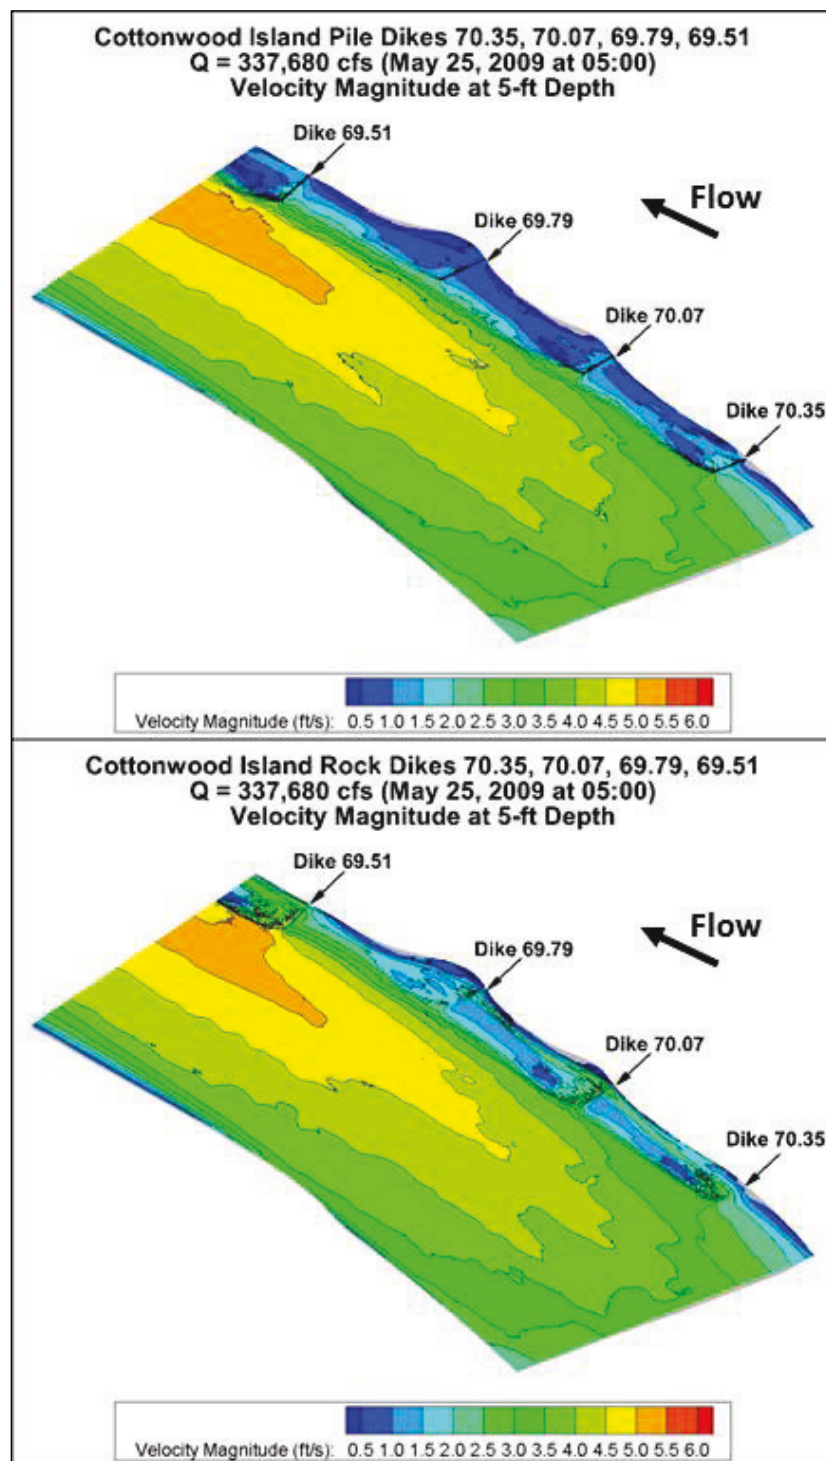 Cottonwood Island Pile Dikes 70.35, 70.07, 69.79, 69.51
Q = 337,680 cfs (May 25, 2009 at 05:00)
Velocity Magnitude at 5-ft Depth
Dike 69.51
Flow
Dike 69.79
Dike 70.07
Dike 70.35
Velocity Magnitude (ft/s): 0.5 1.0 1.5 2.0 2.5 3.0 3.5 4.0 4.5 5.0 5.5 6.0
Cottonwood Island Rock Dikes 70.35, 70.07, 69.79, 69.51
Q = 337,680 cfs (May 25, 2009 at 05:00)
Velocity Magnitude at 5-ft Depth
Dike 69.51
Flow
Dike 69.79
Dike 70.07
Dike 70.35
Velocity Magnitude (ft/s): 0.5 1.0 1.5 2.0 2.5 3.0 3.5 4.0 4.5 5.0 5.5 6.0